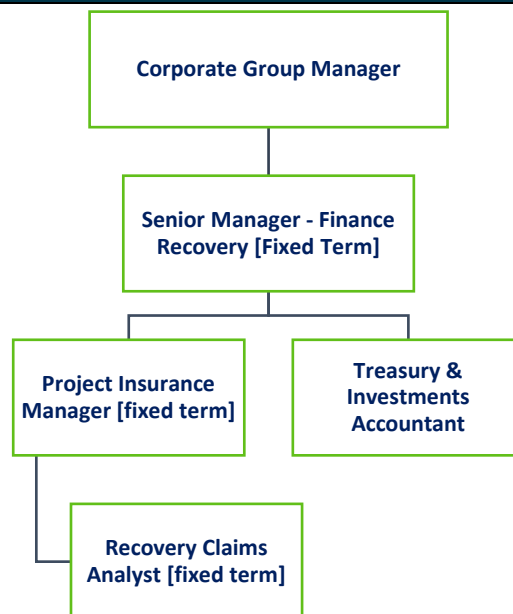 Corporate Group Manager
Senior Manager - Finance
Recovery [Fixed Term]
Project Insurance
Manager [fixed term]
Treasury &
Investments
Accountant
Recovery Claims
Analyst [fixed term]